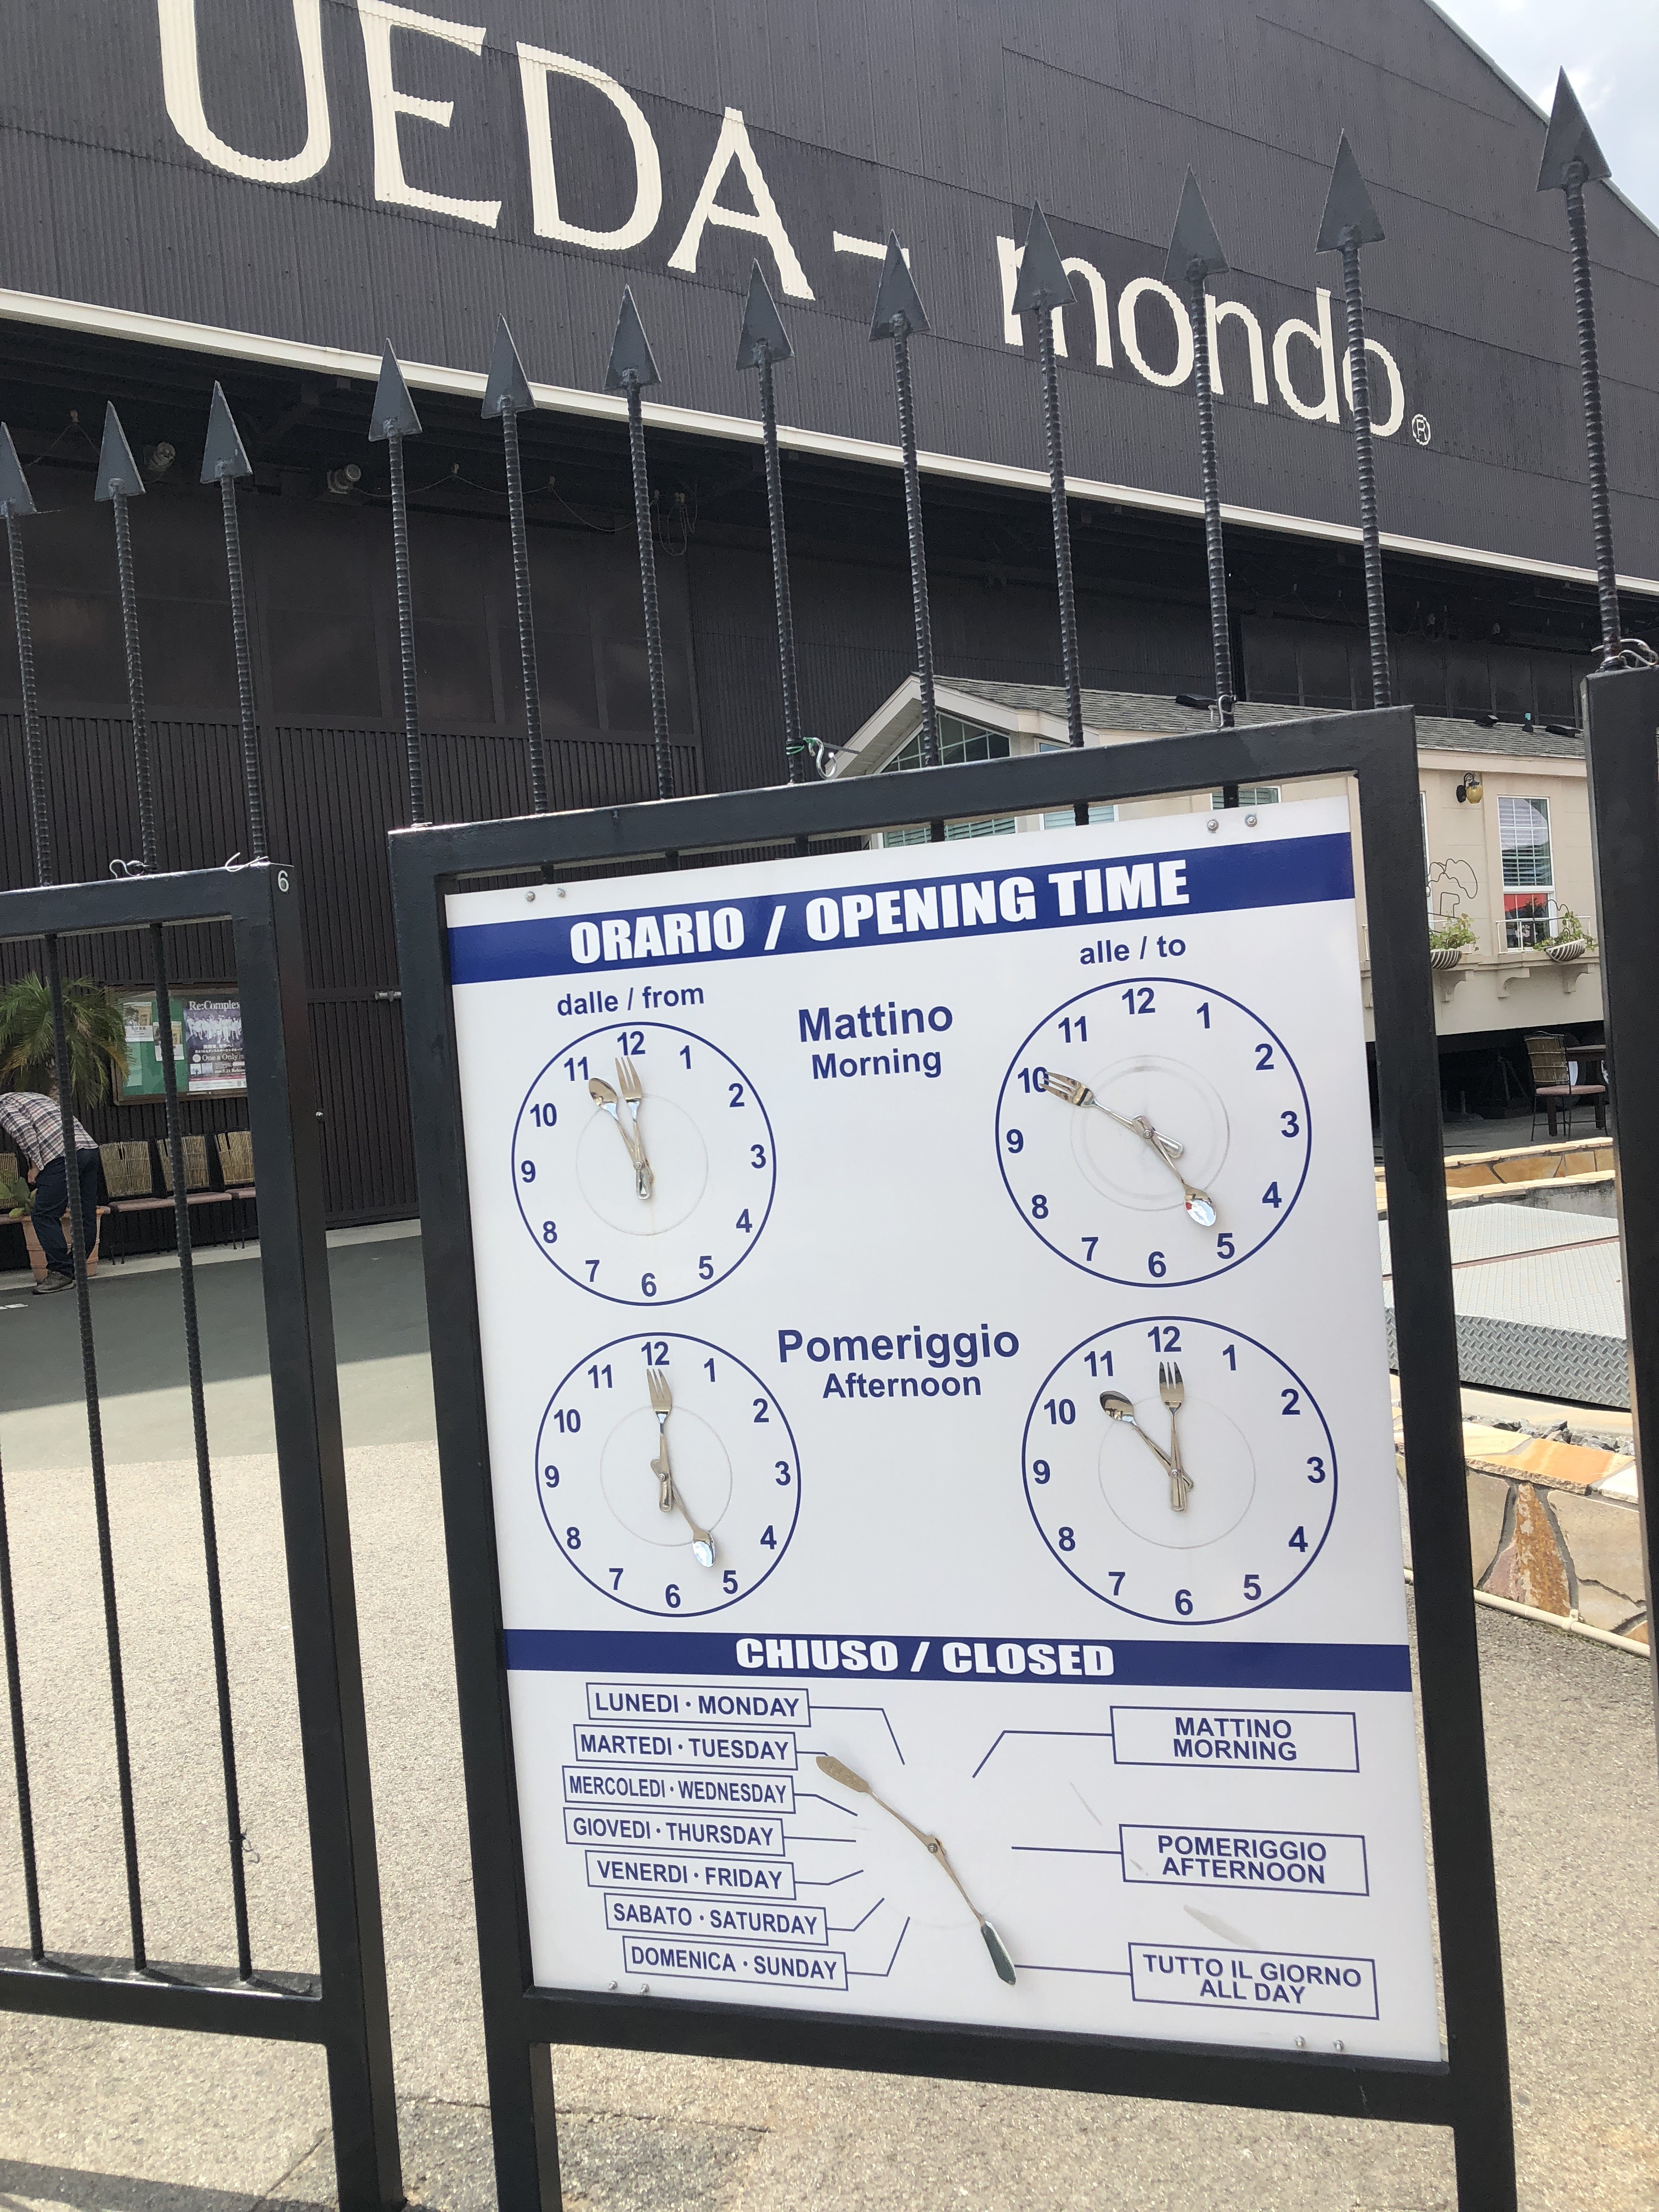 UEDA - mondo®
6
ORARIO / OPENING TIME
dalle / from
alle / to
Mattino
Morning
12 1 2 3 4 5 6 7 8 9 10 11
12 1 2 3 4 5 6 7 8 9 10 11
Pomeriggio
Afternoon
12 1 2 3 4 5 6 7 8 9 10 11
12 1 2 3 4 5 6 7 8 9 10 11
CHIUSO / CLOSED
LUNEDI · MONDAY
MARTEDI · TUESDAY
MERCOLEDI · WEDNESDAY
GIOVEDI · THURSDAY
VENERDI · FRIDAY
SABATO · SATURDAY
DOMENICA · SUNDAY
MATTINO
MORNING
POMERIGGIO
AFTERNOON
TUTTO IL GIORNO
ALL DAY
Re:Complex
One & Only